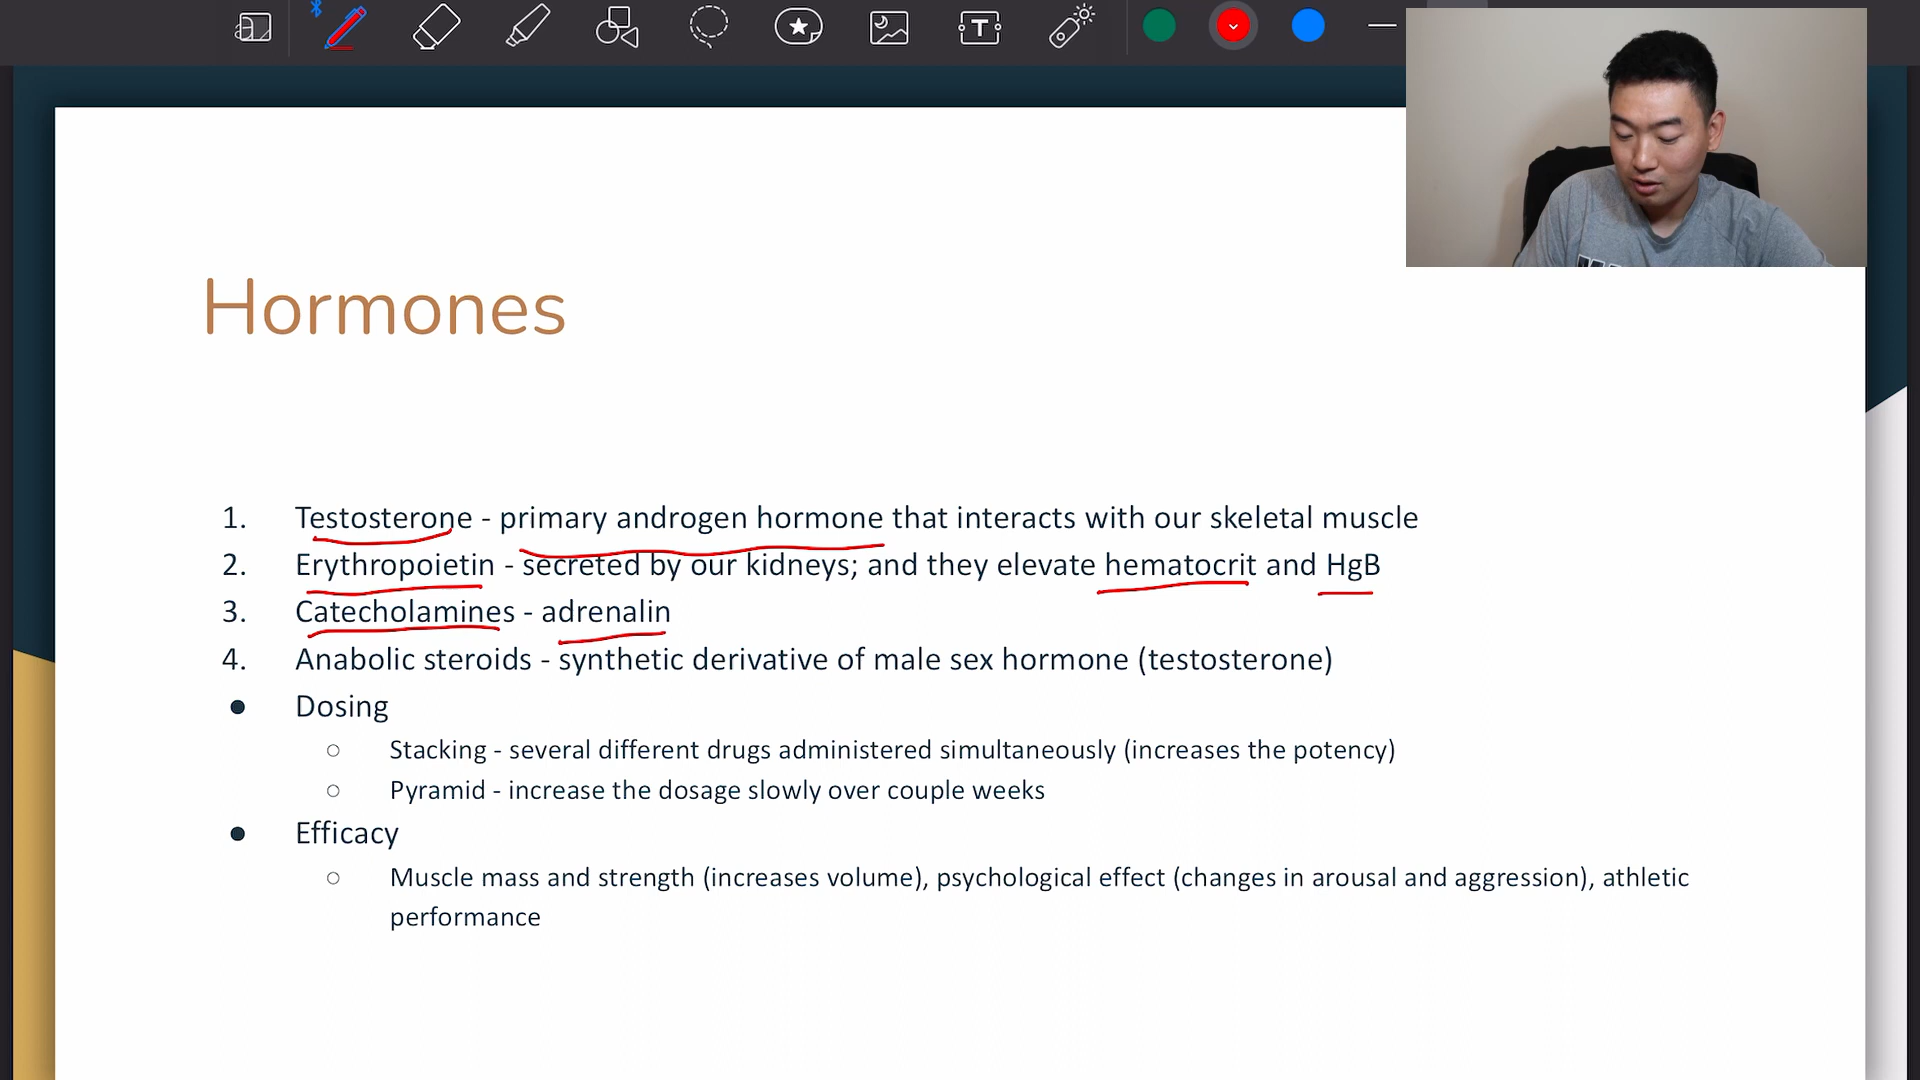 Hormones
1. Testosterone - primary androgen hormone that interacts with our skeletal muscle
2. Erythropoietin - secreted by our kidneys; and they elevate hematocrit and HgB
3. Catecholamines - adrenalin
4. Anabolic steroids - synthetic derivative of male sex hormone (testosterone)
● Dosing
○ Stacking - several different drugs administered simultaneously (increases the potency)
○ Pyramid - increase the dosage slowly over couple weeks
● Efficacy
○ Muscle mass and strength (increases volume), psychological effect (changes in arousal and aggression), athletic
performance